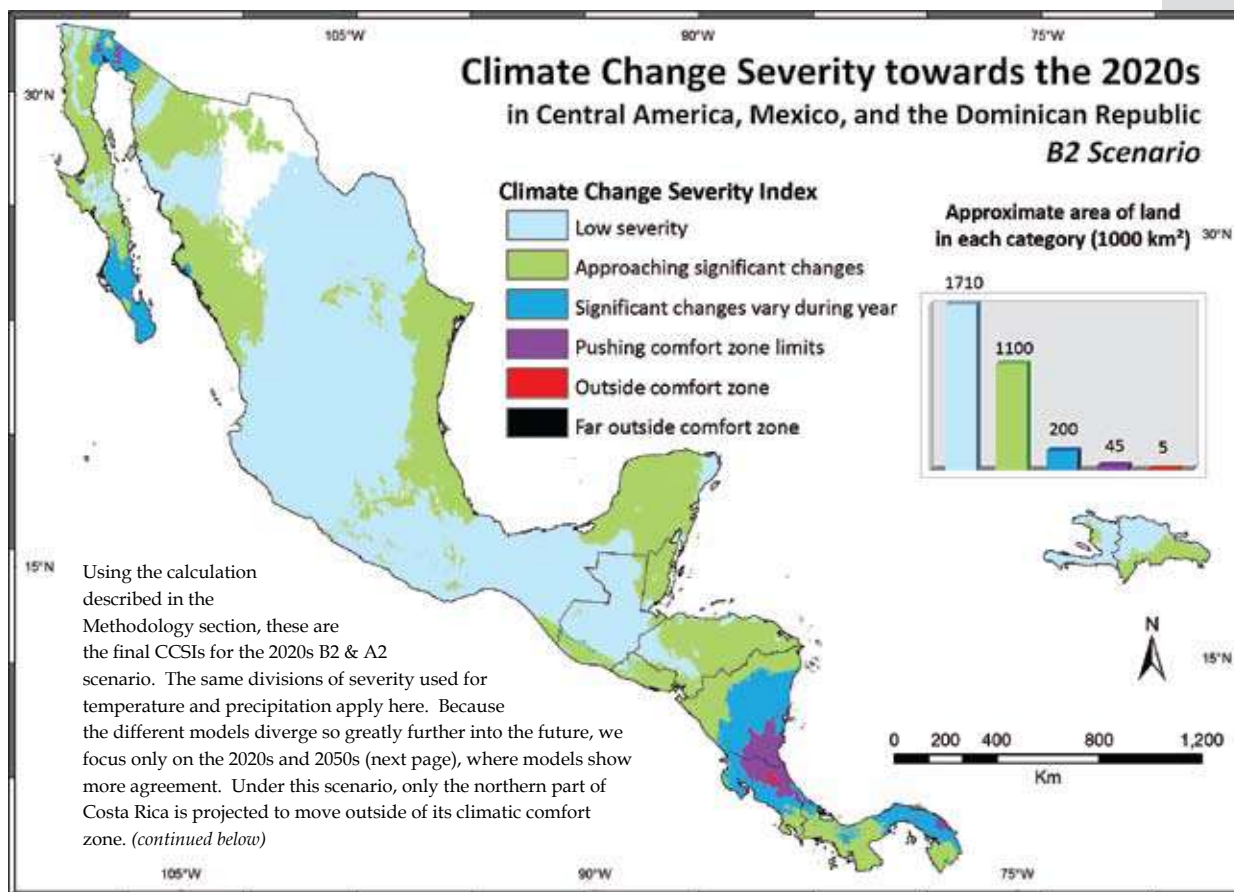 105°W
90°W
75°W
Climate Change Severity towards the 2020s
in Central America, Mexico, and the Dominican Republic
B2 Scenario
30°N
Climate Change Severity Index
Low severity
Approaching significant changes
Significant changes vary during year
Pushing comfort zone limits
Outside comfort zone
Far outside comfort zone
Approximate area of land
in each category (1000 km²)
30°N
1710
1100
200
45
5
15°N
Using the calculation
described in the
Methodology section, these are
the final CCSIs for the 2020s B2 & A2
scenario. The same divisions of severity used for
temperature and precipitation apply here. Because
the different models diverge so greatly further into the future, we
focus only on the 2020s and 2050s (next page), where models show
more agreement. Under this scenario, only the northern part of
Costa Rica is projected to move outside of its climatic comfort
zone. (continued below)
N
15°N
0 200 400 800 1,200
Km
105°W
90°W
75°W